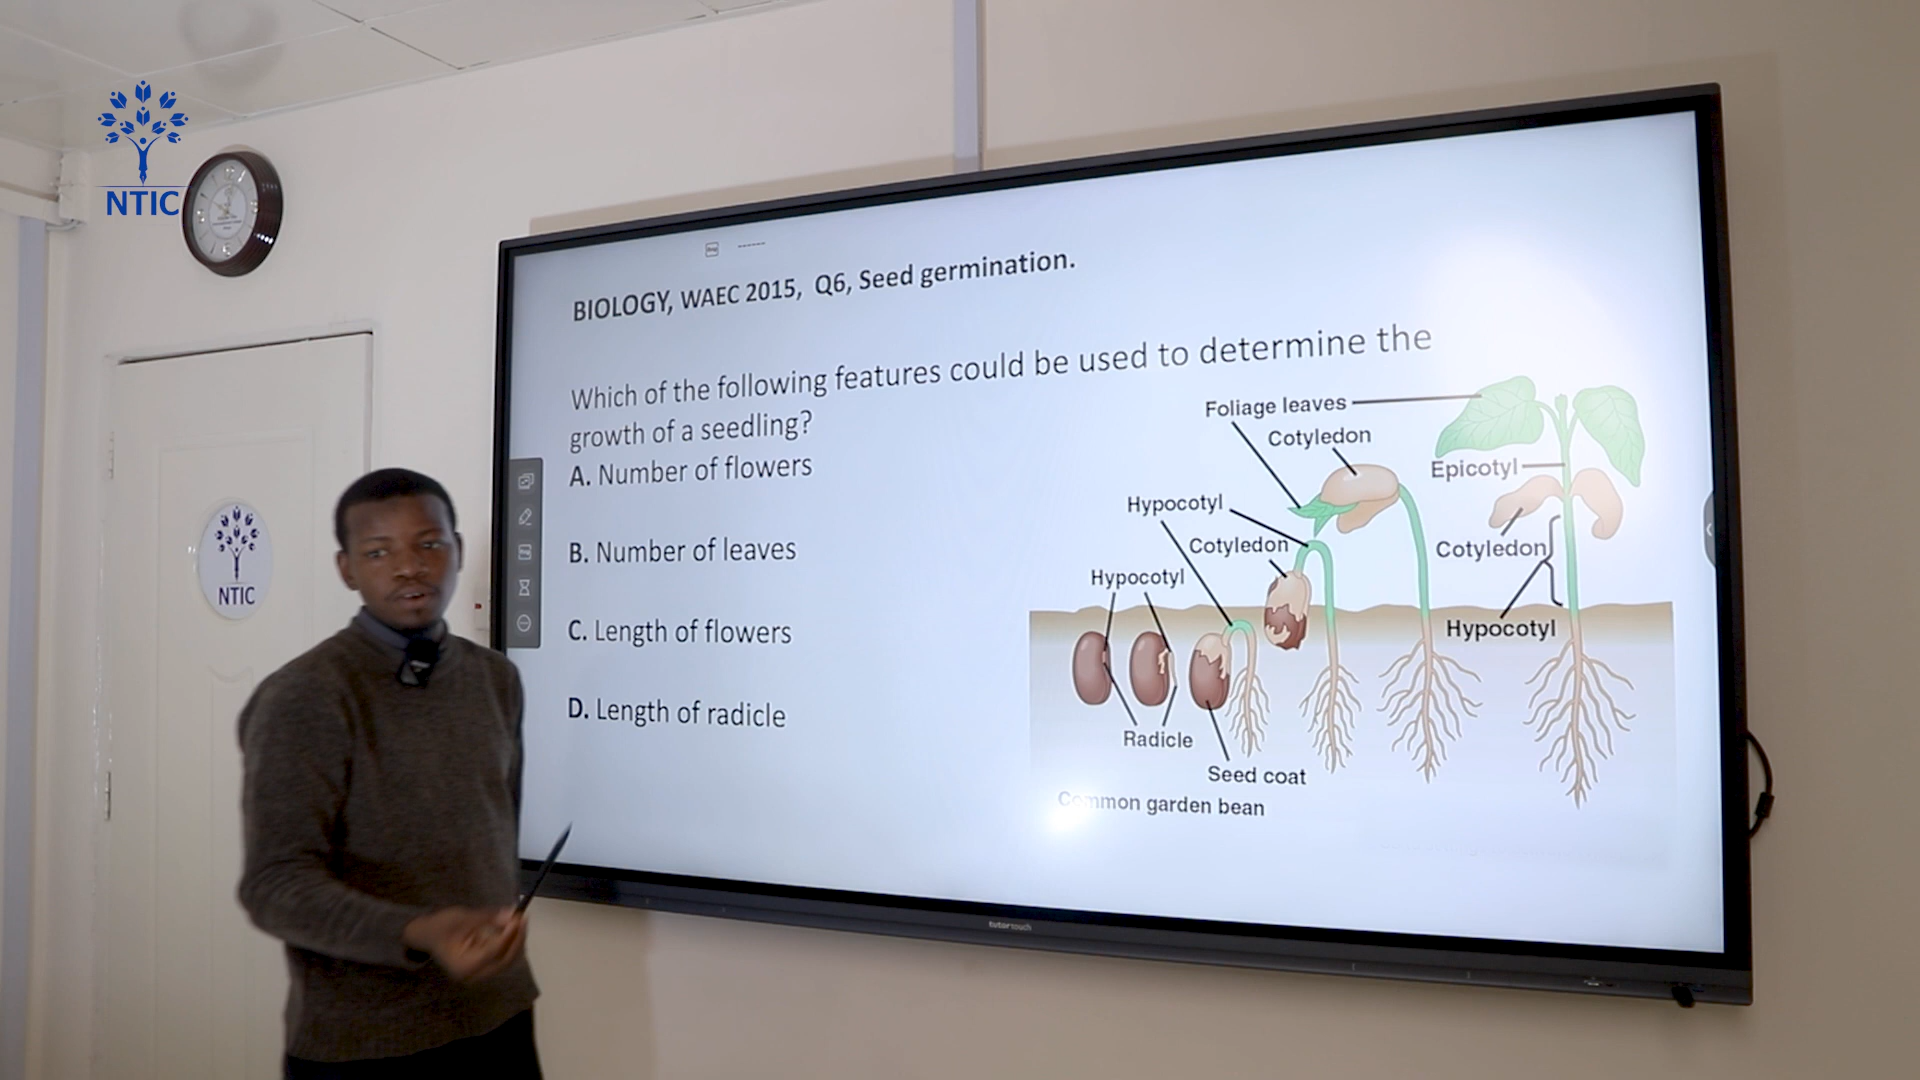 NTIC
NTIC
BIOLOGY, WAEC 2015, Q6, Seed germination.
Which of the following features could be used to determine the
growth of a seedling?
A. Number of flowers
B. Number of leaves
C. Length of flowers
D. Length of radicle
Foliage leaves
Cotyledon
Epicotyl
Hypocotyl
Cotyledon
Cotyledon
Hypocotyl
Hypocotyl
Radicle
Seed coat
Common garden bean
tutor touch